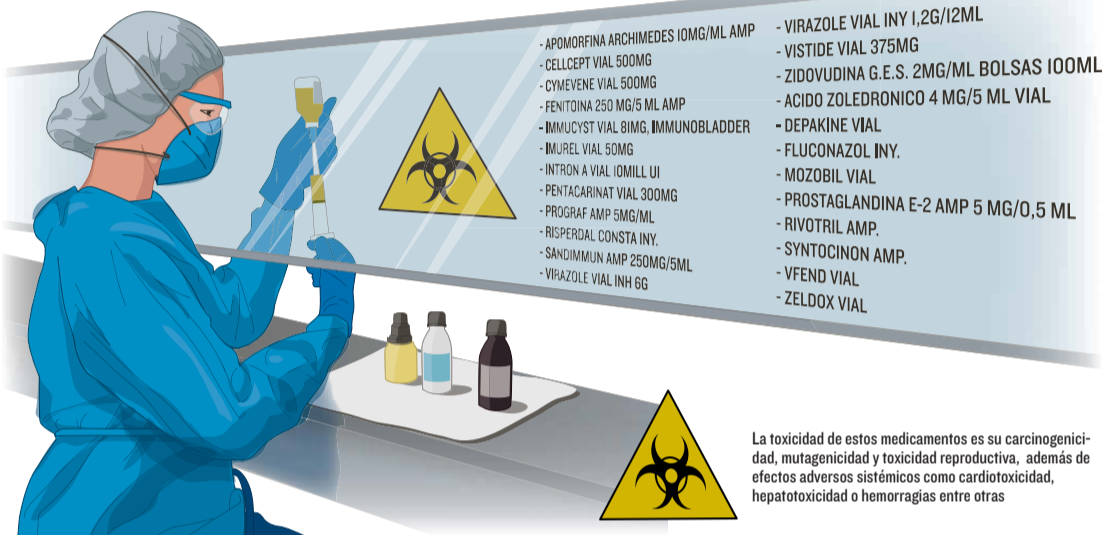 - APOMORFINA ARCHIMEDES 10MG/ML AMP
- CELLCEPT VIAL 500MG
- CYMEVENE VIAL 500MG
- FENITOINA 250 MG/5 ML AMP
- IMMUCYST VIAL 81MG, IMMUNOBLADDER
- IMUREL VIAL 50MG
- INTRON A VIAL 10MILL UI
- PENTACARINAT VIAL 300MG
- PROGRAF AMP 5MG/ML
- RISPERDAL CONSTA INY.
- SANDIMMUN AMP 250MG/5ML
- VIRAZOLE VIAL INH 6G
- VIRAZOLE VIAL INY 1,2G/12ML
- VISTIDE VIAL 375MG
- ZIDOVUDINA G.E.S. 2MG/ML BOLSAS 100ML
- ACIDO ZOLEDRONICO 4 MG/5 ML VIAL
- DEPAKINE VIAL
- FLUCONAZOL INY.
- MOZOBIL VIAL
- PROSTAGLANDINA E-2 AMP 5 MG/0,5 ML
- RIVOTRIL AMP.
- SYNTOCINON AMP.
- VFEND VIAL
- ZELDOX VIAL
La toxicidad de estos medicamentos es su carcinogenici-
dad, mutagenicidad y toxicidad reproductiva, además de
efectos adversos sistémicos como cardiotoxicidad,
hepatotoxicidad o hemorragias entre otras